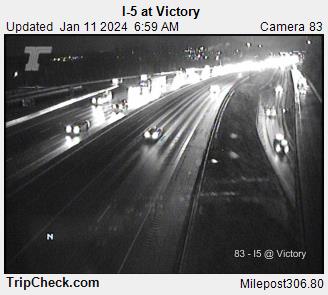 I-5 at Victory
Updated Jan 11 2024 6:59 AM Camera 83
T
N
83 - I5 @ Victory
TripCheck.com Milepost306.80